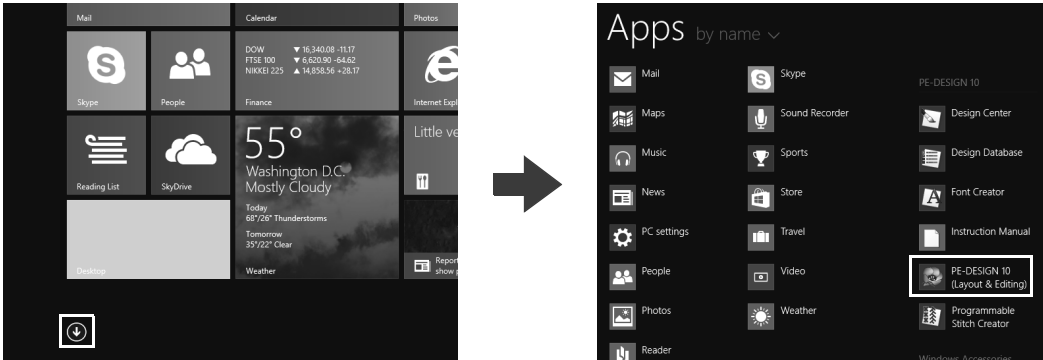 Mail
Calendar
Photos
DOW ▼ 16,340.08 -11.17
FTSE 100 ▼ 6,620.90 -64.62
NIKKEI 225 ▲ 14,858.56 +28.17
Skype
People
Finance
Internet Expl
Reading List
SkyDrive
55°
Washington D.C.
Mostly Cloudy
Today
68°/26° Thunderstorms
Tomorrow
35°/22° Clear
Weather
Little ve
Report
show p
Desktop
Apps by name
Mail
Maps
Music
News
PC settings
People
Photos
Reader
Skype
Sound Recorder
Sports
Store
Travel
Video
Weather
PE-DESIGN 10
Design Center
Design Database
Font Creator
Instruction Manual
PE-DESIGN 10
(Layout & Editing)
Programmable
Stitch Creator
Windows Accessories